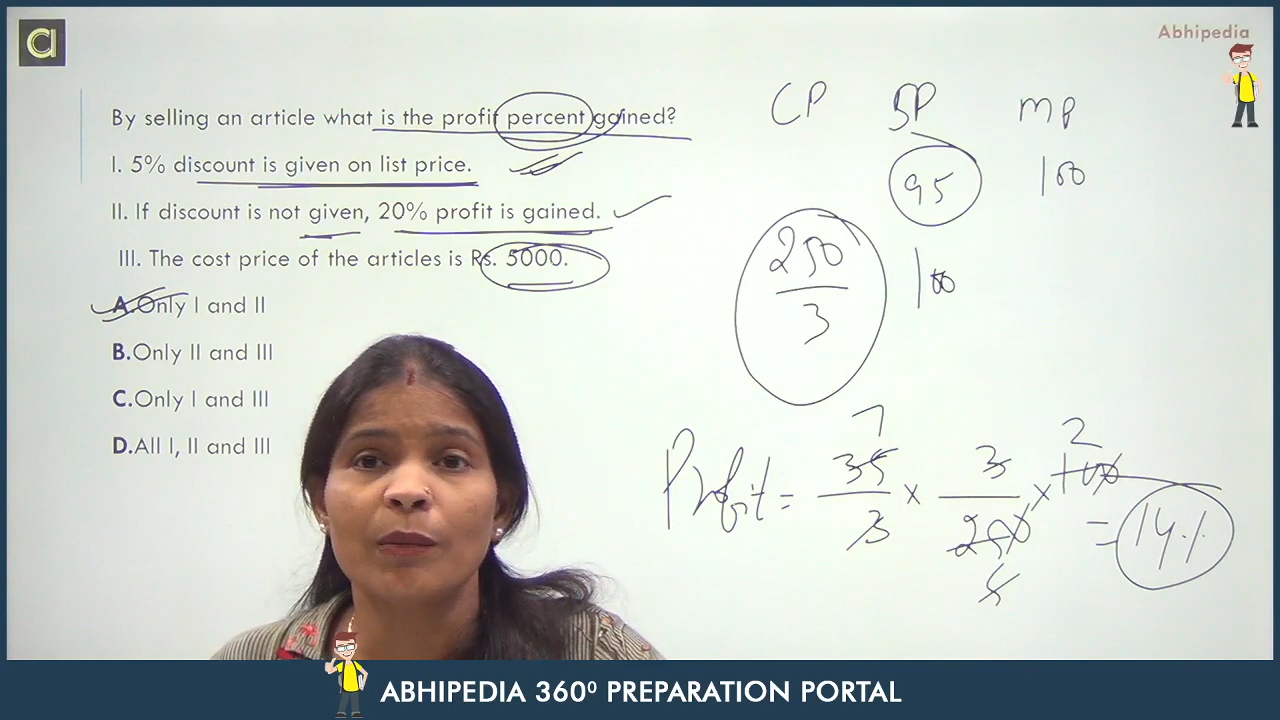 a
Abhipedia
By selling an article what is the profit percent gained?
I. 5% discount is given on list price.
II. If discount is not given, 20% profit is gained.
III. The cost price of the articles is Rs. 5000.
A.Only I and II
B.Only II and III
C.Only I and III
D.All I, II and III
CP SP MP
95 100
250
3
100
7 2
Profit = 35 × 3 × 100
3 250
= 14%
ABHIPEDIA 360⁰ PREPARATION PORTAL